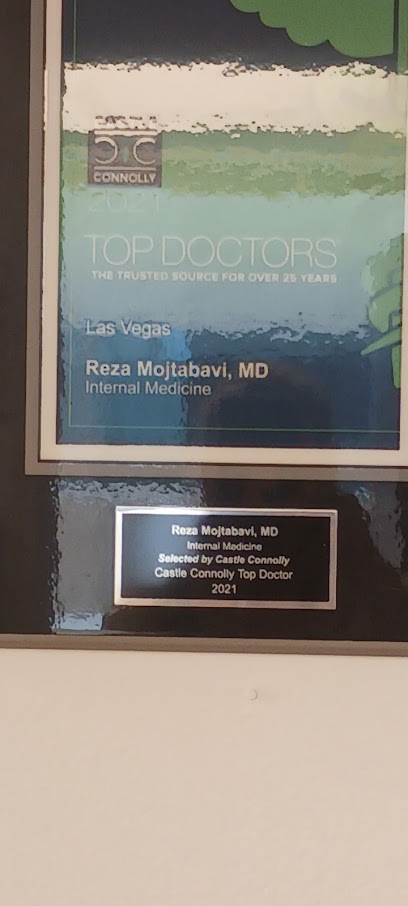 CONNOLLY
2021
TOP DOCTORS
THE TRUSTED SOURCE FOR OVER 25 YEARS
Las Vegas
Reza Mojtabavi, MD
Internal Medicine
Reza Mojtabavi, MD
Internal Medicine
Selected by Castle Connolly
Castle Connolly Top Doctor
2021